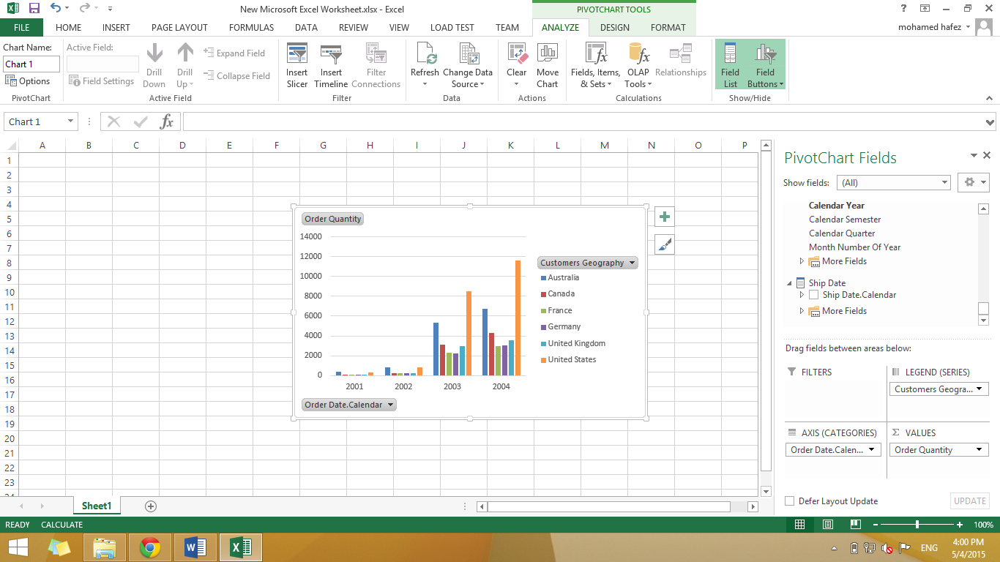 New Microsoft Excel Worksheet.xlsx - Excel
PIVOTCHART TOOLS
?
FILE HOME INSERT PAGE LAYOUT FORMULAS DATA REVIEW VIEW LOAD TEST TEAM ANALYZE DESIGN FORMAT mohamed hafez
Chart Name:
Chart 1
Options
PivotChart
Active Field:
Field Settings
Drill Down
Drill Up
Expand Field
Collapse Field
Active Field
Insert Slicer
Insert Timeline
Filter Connections
Filter
Refresh
Change Data Source
Data
Clear
Move Chart
Actions
Fields, Items, & Sets
OLAP Tools
Relationships
Calculations
Field List
Field Buttons
Show/Hide
Chart 1
fx
A B C D E F G H I J K L M N O P
1
2
3
4
5
6
7
8
9
10
11
12
13
14
15
16
17
18
19
20
21
22
23
24
Order Quantity
14000
12000
10000
8000
6000
4000
2000
0
2001 2002 2003 2004
Customers Geography
Australia
Canada
France
Germany
United Kingdom
United States
Order Date.Calendar
PivotChart Fields
Show fields: (All)
Calendar Year
Calendar Semester
Calendar Quarter
Month Number Of Year
More Fields
Ship Date
Ship Date.Calendar
More Fields
Drag fields between areas below:
FILTERS
LEGEND (SERIES)
Customers Geogra...
AXIS (CATEGORIES)
Order Date.Calen...
Σ VALUES
Order Quantity
Defer Layout Update
UPDATE
Sheet1
READY CALCULATE
100%
ENG
4:00 PM
5/4/2015